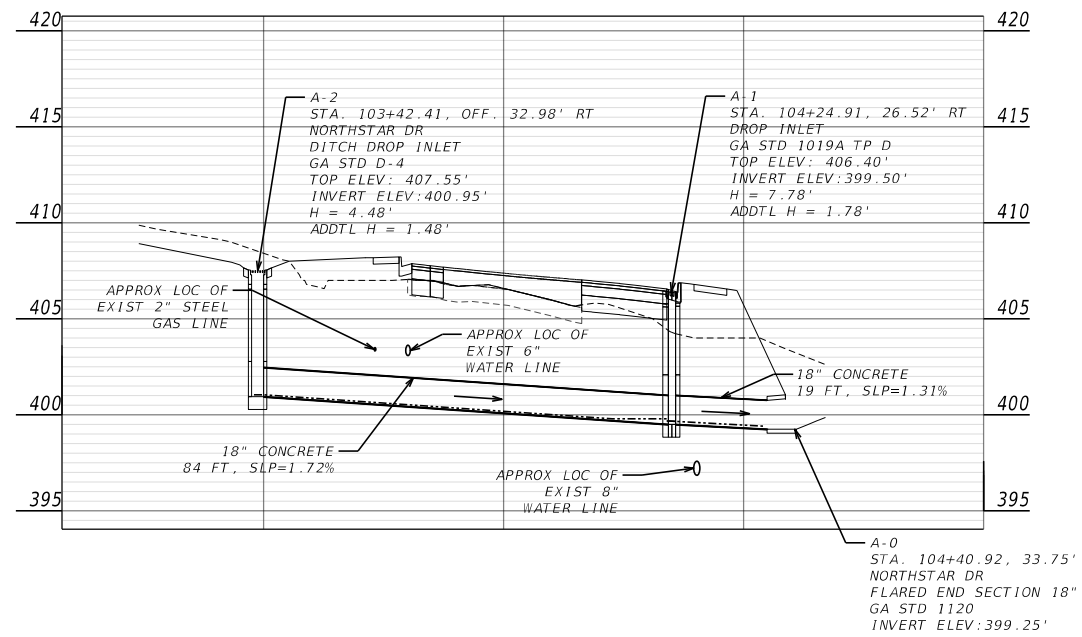 420
420
A-2
STA. 103+42.41, OFF. 32.98' RT
NORTHSTAR DR
DITCH DROP INLET
GA STD D-4
TOP ELEV: 407.55'
INVERT ELEV:400.95'
H = 4.48'
ADDTL H = 1.48'
A-1
STA. 104+24.91, 26.52' RT
DROP INLET
GA STD 1019A TP D
TOP ELEV: 406.40'
INVERT ELEV:399.50'
H = 7.78'
ADDTL H = 1.78'
415
415
410
410
APPROX LOC OF
EXIST 2" STEEL
GAS LINE
405
405
APPROX LOC OF
EXIST 6"
WATER LINE
18" CONCRETE
19 FT, SLP=1.31%
400
400
18" CONCRETE
84 FT, SLP=1.72%
APPROX LOC OF
EXIST 8"
WATER LINE
395
395
A-0
STA. 104+40.92, 33.75'
NORTHSTAR DR
FLARED END SECTION 18"
GA STD 1120
INVERT ELEV:399.25'